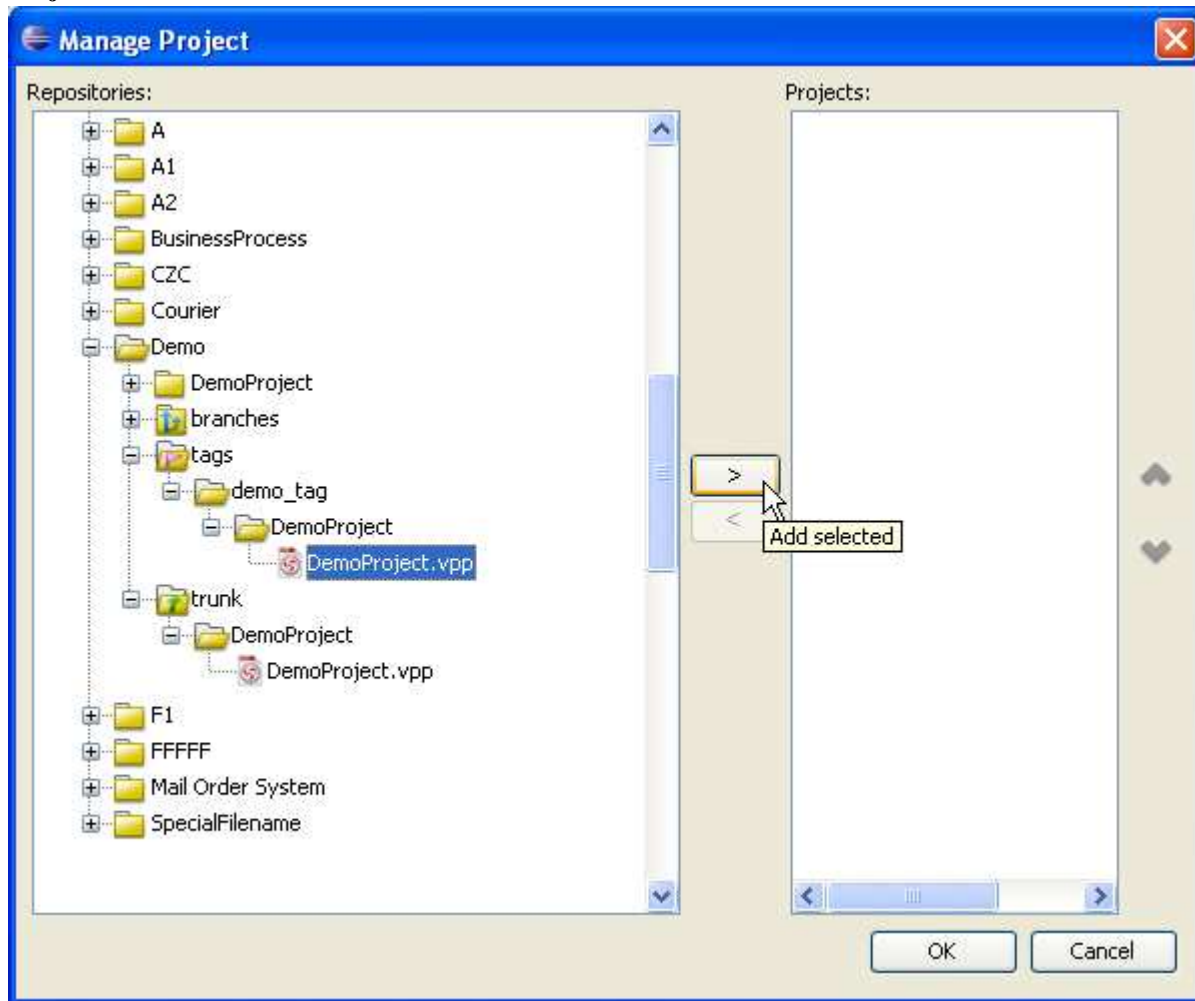 Manage Project
Repositories:
Projects:
A
A1
A2
BusinessProcess
CZC
Courier
Demo
DemoProject
branches
tags
demo_tag
DemoProject
DemoProject.vpp
trunk
DemoProject
DemoProject.vpp
F1
FFFFF
Mail Order System
SpecialFilename
>
<
Add selected
OK
Cancel